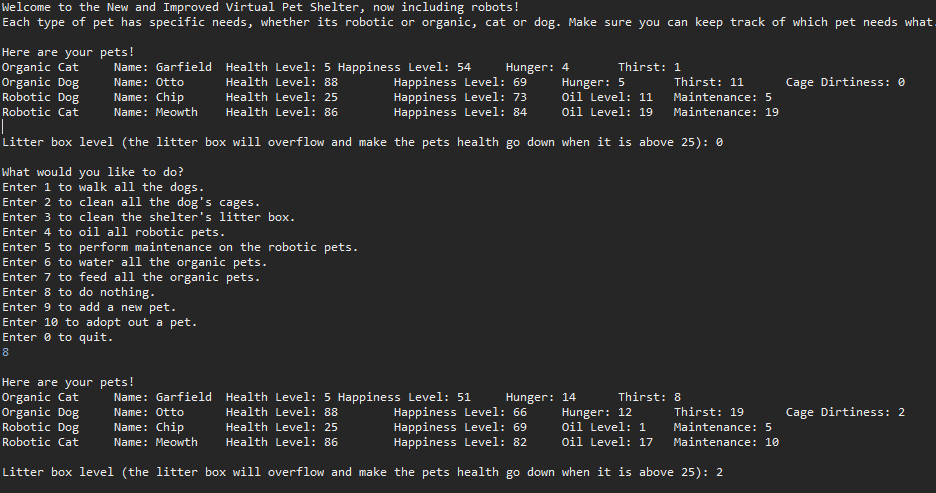 Welcome to the New and Improved Virtual Pet Shelter, now including robots!
Each type of pet has specific needs, whether its robotic or organic, cat or dog. Make sure you can keep track of which pet needs what.
Here are your pets!
Organic Cat Name: Garfield Health Level: 5 Happiness Level: 54 Hunger: 4 Thirst: 1
Organic Dog Name: Otto Health Level: 88 Happiness Level: 69 Hunger: 5 Thirst: 11 Cage Dirtiness: 0
Robotic Dog Name: Chip Health Level: 25 Happiness Level: 73 Oil Level: 11 Maintenance: 5
Robotic Cat Name: Meowth Health Level: 86 Happiness Level: 84 Oil Level: 19 Maintenance: 19
Litter box level (the litter box will overflow and make the pets health go down when it is above 25): 0
What would you like to do?
Enter 1 to walk all the dogs.
Enter 2 to clean all the dog's cages.
Enter 3 to clean the shelter's litter box.
Enter 4 to oil all robotic pets.
Enter 5 to perform maintenance on the robotic pets.
Enter 6 to water all the organic pets.
Enter 7 to feed all the organic pets.
Enter 8 to do nothing.
Enter 9 to add a new pet.
Enter 10 to adopt out a pet.
Enter 0 to quit.
8
Here are your pets!
Organic Cat Name: Garfield Health Level: 5 Happiness Level: 51 Hunger: 14 Thirst: 8
Organic Dog Name: Otto Health Level: 88 Happiness Level: 66 Hunger: 12 Thirst: 19 Cage Dirtiness: 2
Robotic Dog Name: Chip Health Level: 25 Happiness Level: 69 Oil Level: 1 Maintenance: 5
Robotic Cat Name: Meowth Health Level: 86 Happiness Level: 82 Oil Level: 17 Maintenance: 10
Litter box level (the litter box will overflow and make the pets health go down when it is above 25): 2